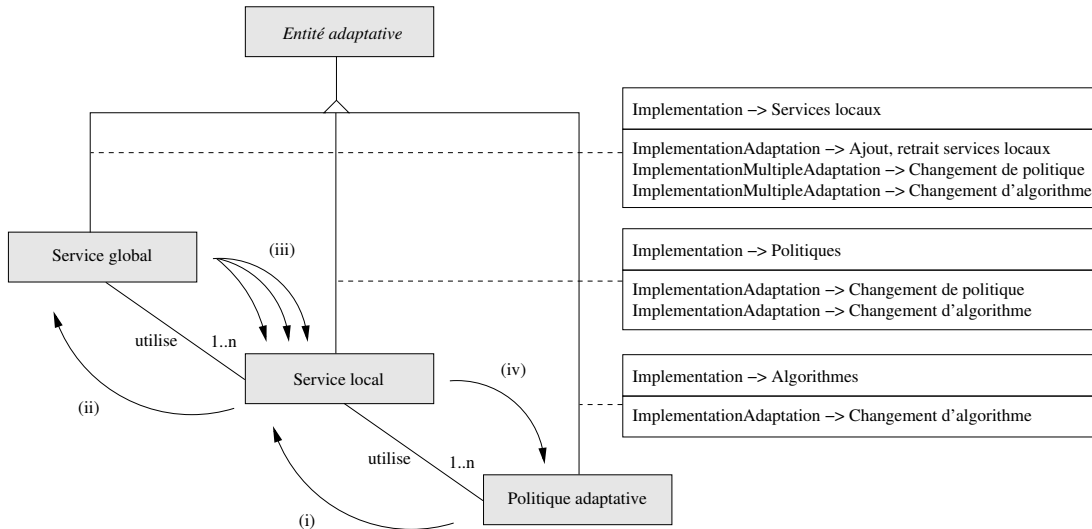 Entité adaptative
Implementation −> Services locaux
ImplementationAdaptation −> Ajout, retrait services locaux
ImplementationMultipleAdaptation −> Changement de politique
ImplementationMultipleAdaptation −> Changement d'algorithme
Service global
(iii)
Implementation −> Politiques
ImplementationAdaptation −> Changement de politique
ImplementationAdaptation −> Changement d'algorithme
utilise
1..n
Service local
(iv)
Implementation −> Algorithmes
(ii)
ImplementationAdaptation −> Changement d'algorithme
utilise
1..n
Politique adaptative
(i)